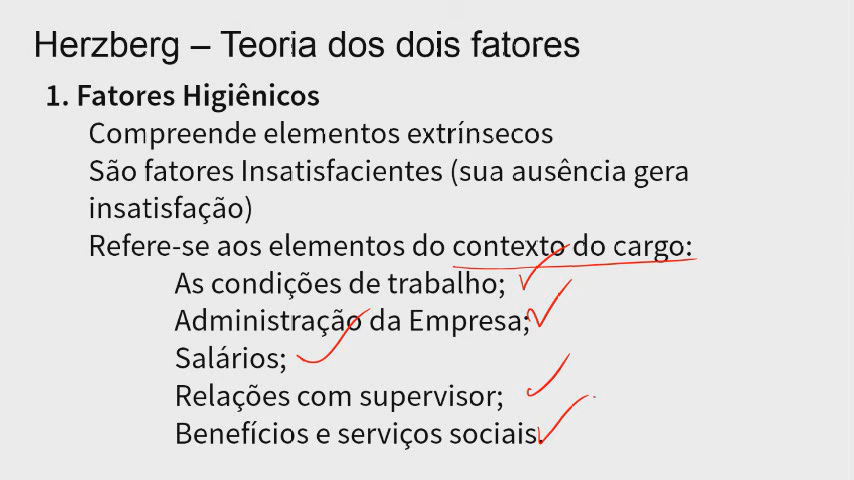 Herzberg – Teoria dos dois fatores
1. Fatores Higiênicos
Compreende elementos extrínsecos
São fatores Insatisfacientes (sua ausência gera
insatisfação)
Refere-se aos elementos do contexto do cargo:
As condições de trabalho;
Administração da Empresa;
Salários;
Relações com supervisor;
Benefícios e serviços sociais.